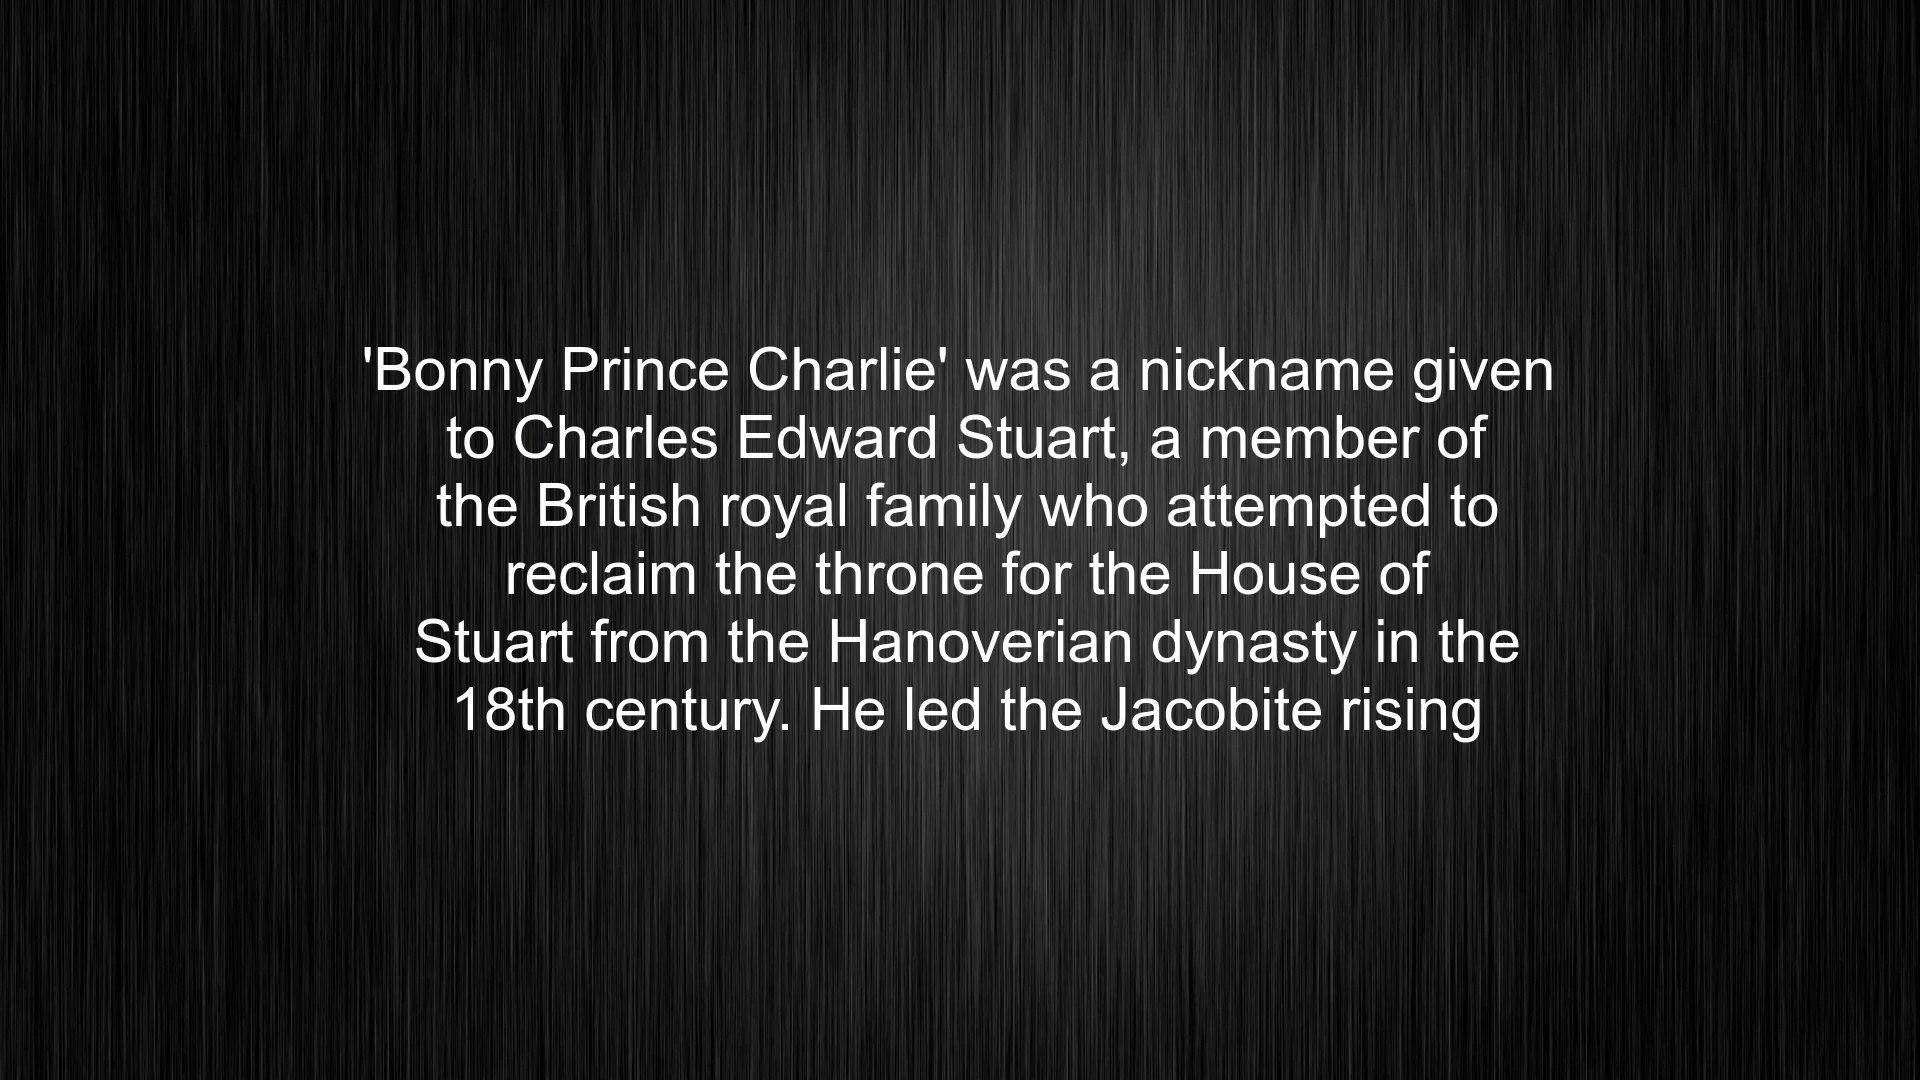 'Bonny Prince Charlie' was a nickname given
to Charles Edward Stuart, a member of
the British royal family who attempted to
reclaim the throne for the House of
Stuart from the Hanoverian dynasty in the
18th century. He led the Jacobite rising